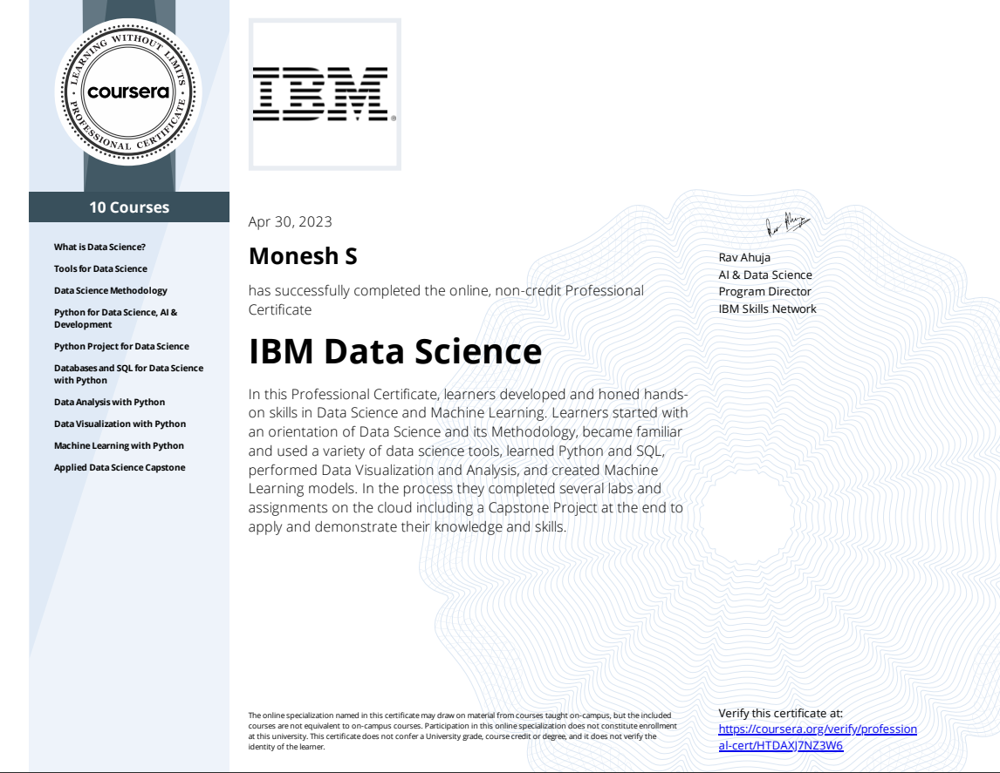 LEARNING WITHOUT LIMITS
coursera
PROFESSIONAL CERTIFICATE
10 Courses
What is Data Science?
Tools for Data Science
Data Science Methodology
Python for Data Science, AI &
Development
Python Project for Data Science
Databases and SQL for Data Science
with Python
Data Analysis with Python
Data Visualization with Python
Machine Learning with Python
Applied Data Science Capstone
IBM®
Apr 30, 2023
Monesh S
has successfully completed the online, non-credit Professional
Certificate
IBM Data Science
In this Professional Certificate, learners developed and honed hands-
on skills in Data Science and Machine Learning. Learners started with
an orientation of Data Science and its Methodology, became familiar
and used a variety of data science tools, learned Python and SQL,
performed Data Visualization and Analysis, and created Machine
Learning models. In the process they completed several labs and
assignments on the cloud including a Capstone Project at the end to
apply and demonstrate their knowledge and skills.
Rav Ahuja
Rav Ahuja
AI & Data Science
Program Director
IBM Skills Network
The online specialization named in this certificate may draw on material from courses taught on-campus, but the included
courses are not equivalent to on-campus courses. Participation in this online specialization does not constitute enrollment
at this university. This certificate does not confer a University grade, course credit or degree, and it does not verify the
identity of the learner.
Verify this certificate at:
https://coursera.org/verify/profession
al-cert/HTDAXJ7NZ3W6